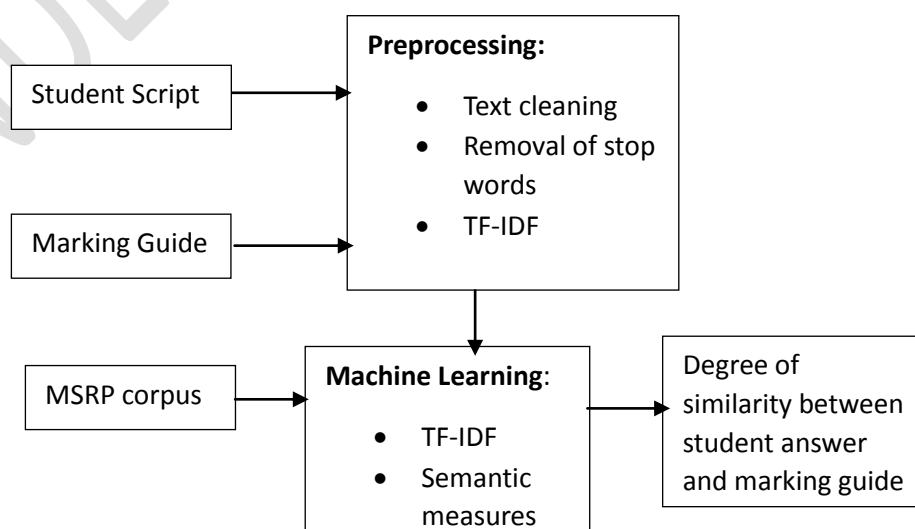 Preprocessing:
Student Script
• Text cleaning
• Removal of stop
words
• TF-IDF
Marking Guide
MSRP corpus
Machine Learning:
• TF-IDF
• Semantic
measures
Degree of
similarity between
student answer
and marking guide